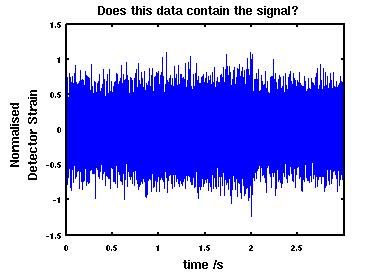 Does this data contain the signal?
1.5
1
0.5
0
-0.5
-1
-1.5
Normalised
Detector Strain
0 0.5 1 1.5 2 2.5
time /s